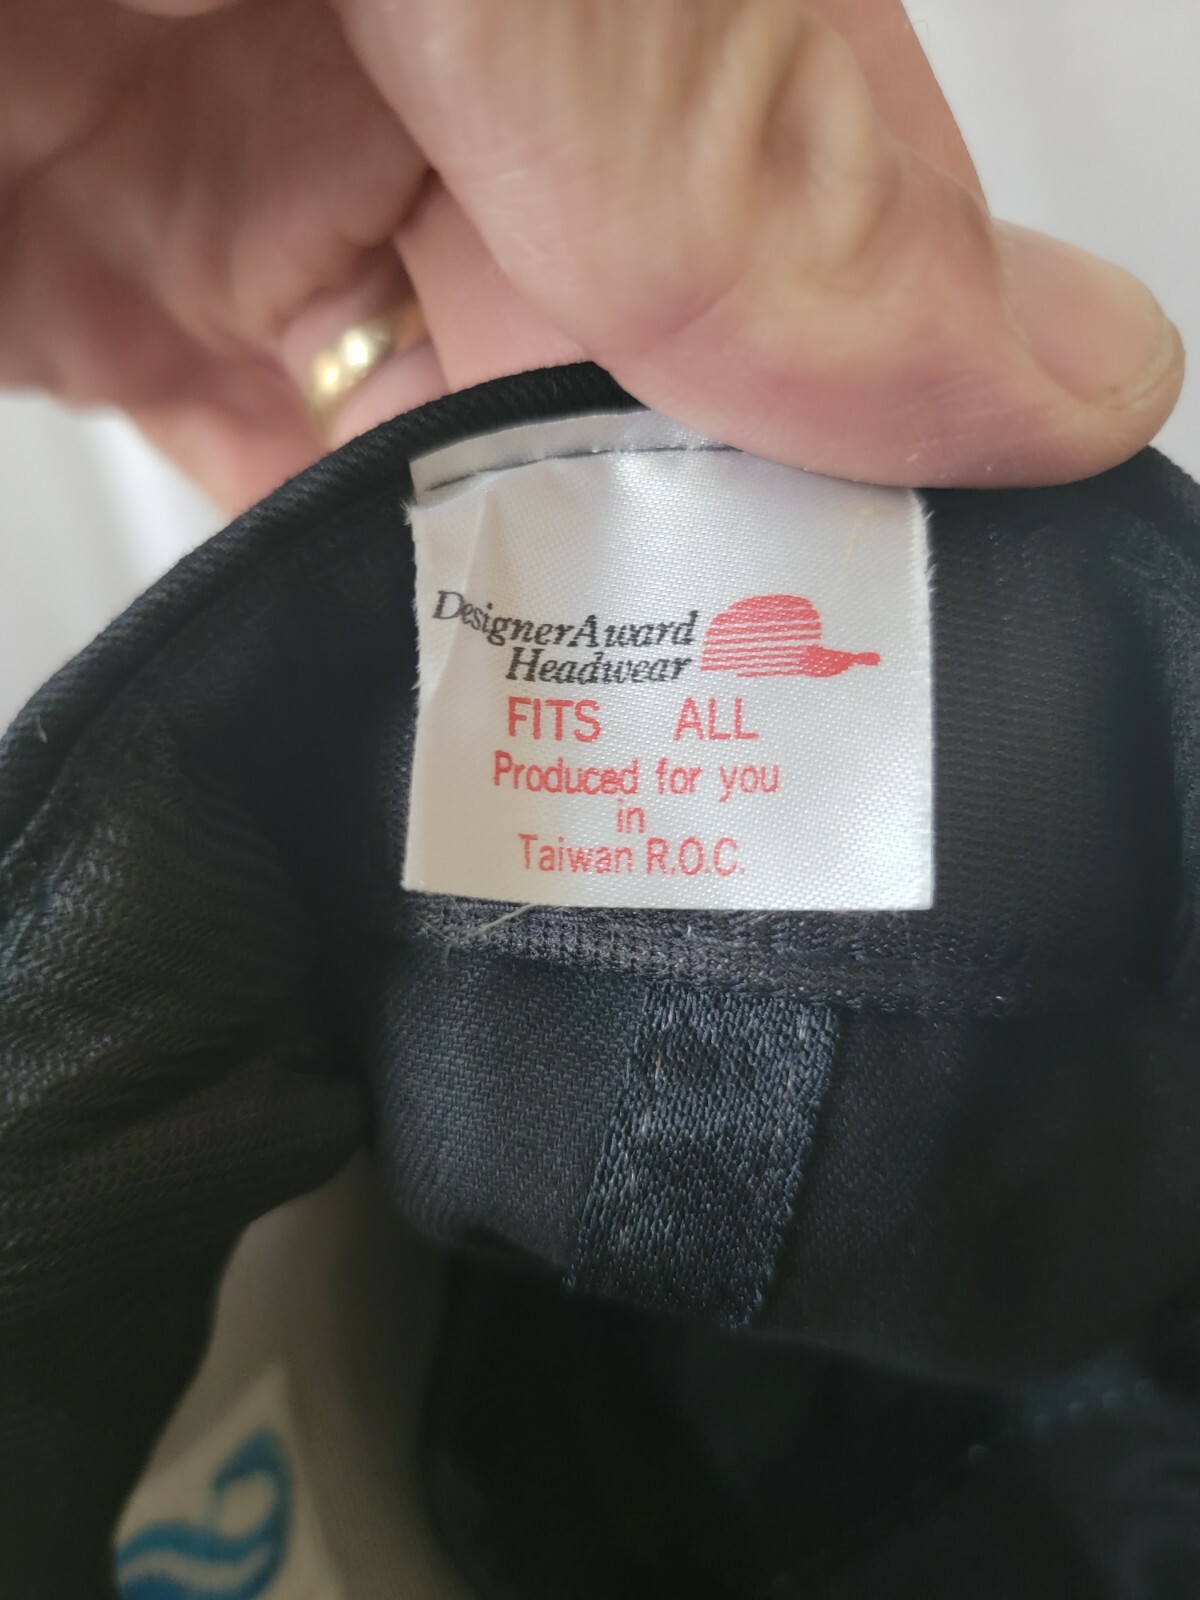 DesignerAward
Headwear
FITS ALL
Produced for you
in
Taiwan R.O.C.